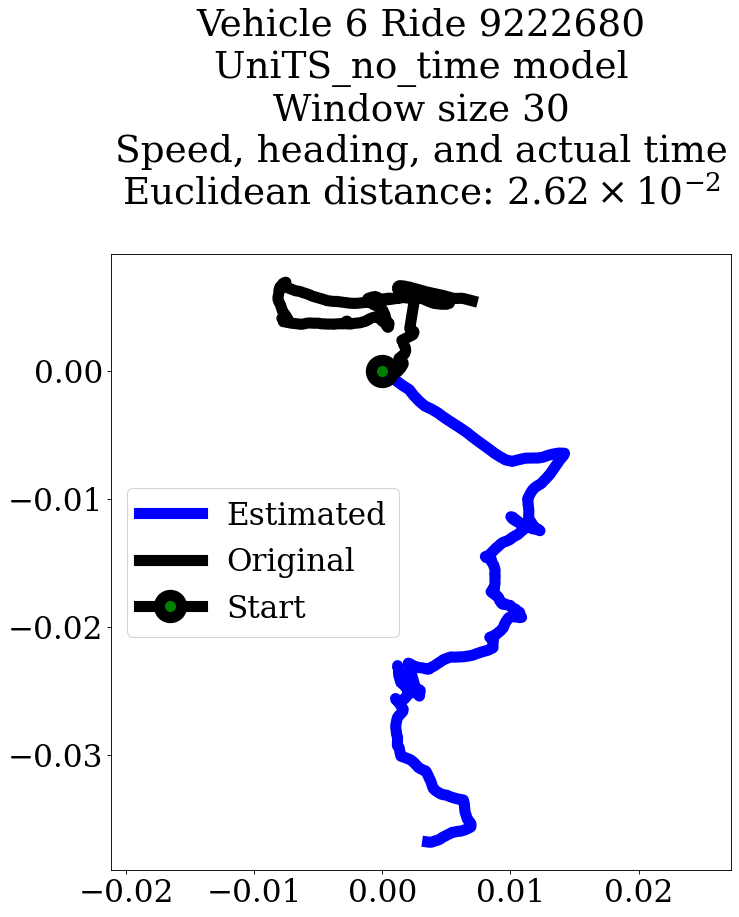 Vehicle 6 Ride 9222680
UniTS_no_time model
Window size 30
Speed, heading, and actual time
Euclidean distance: 2.62 × 10⁻²
0.00
−0.01
−0.02
−0.03
Estimated
Original
Start
−0.02 −0.01 0.00 0.01 0.02